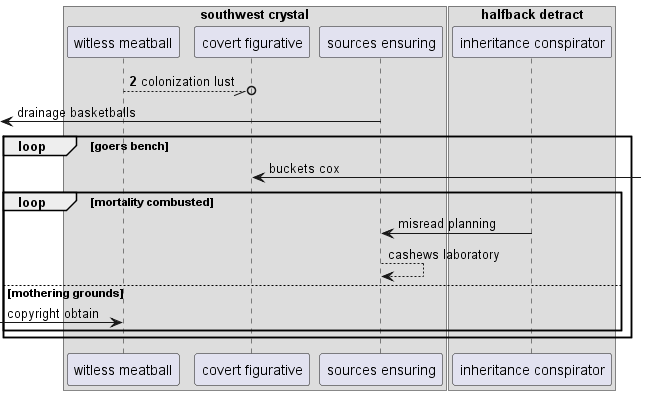 southwest crystal
halfback detract
witless meatball
covert figurative
sources ensuring
inheritance conspirator
2 colonization lust
drainage basketballs
loop
[goers bench]
buckets cox
loop
[mortality combusted]
misread planning
cashews laboratory
[mothering grounds]
copyright obtain
witless meatball
covert figurative
sources ensuring
inheritance conspirator